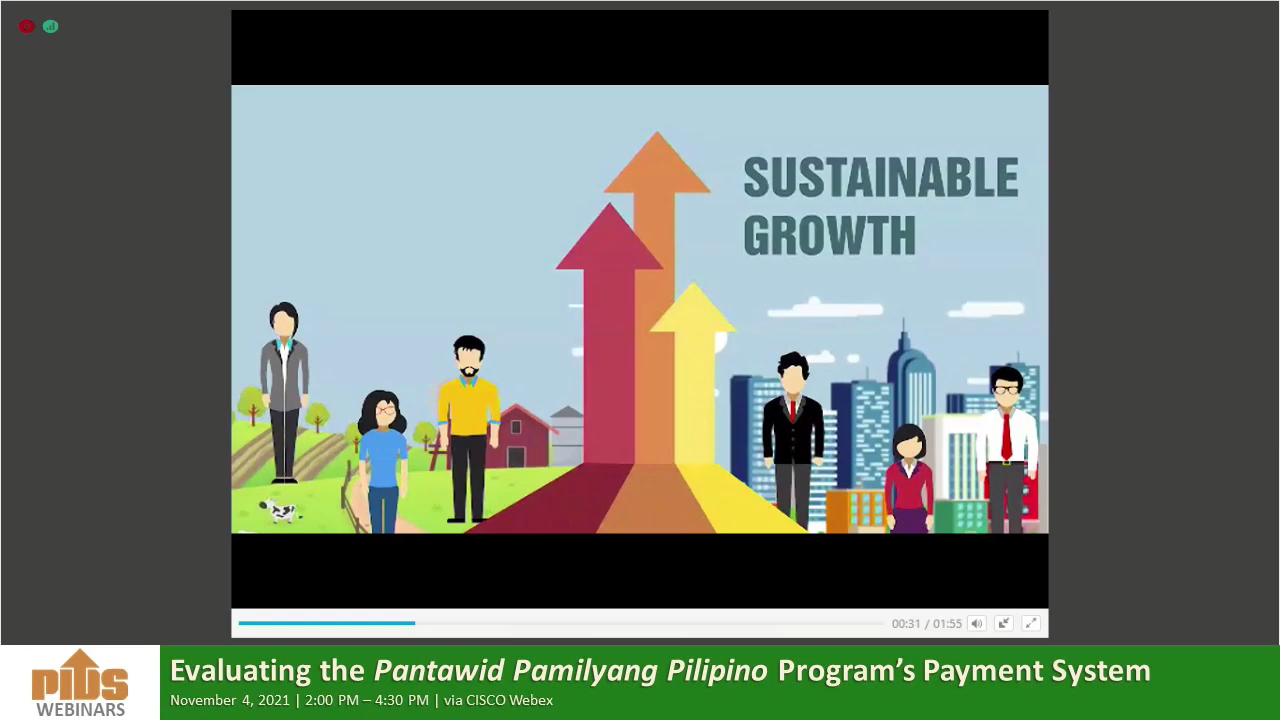 SUSTAINABLE
GROWTH
00:31 / 01:55
pids
WEBINARS
Evaluating the Pantawid Pamilyang Pilipino Program's Payment System
November 4, 2021 | 2:00 PM – 4:30 PM | via CISCO Webex